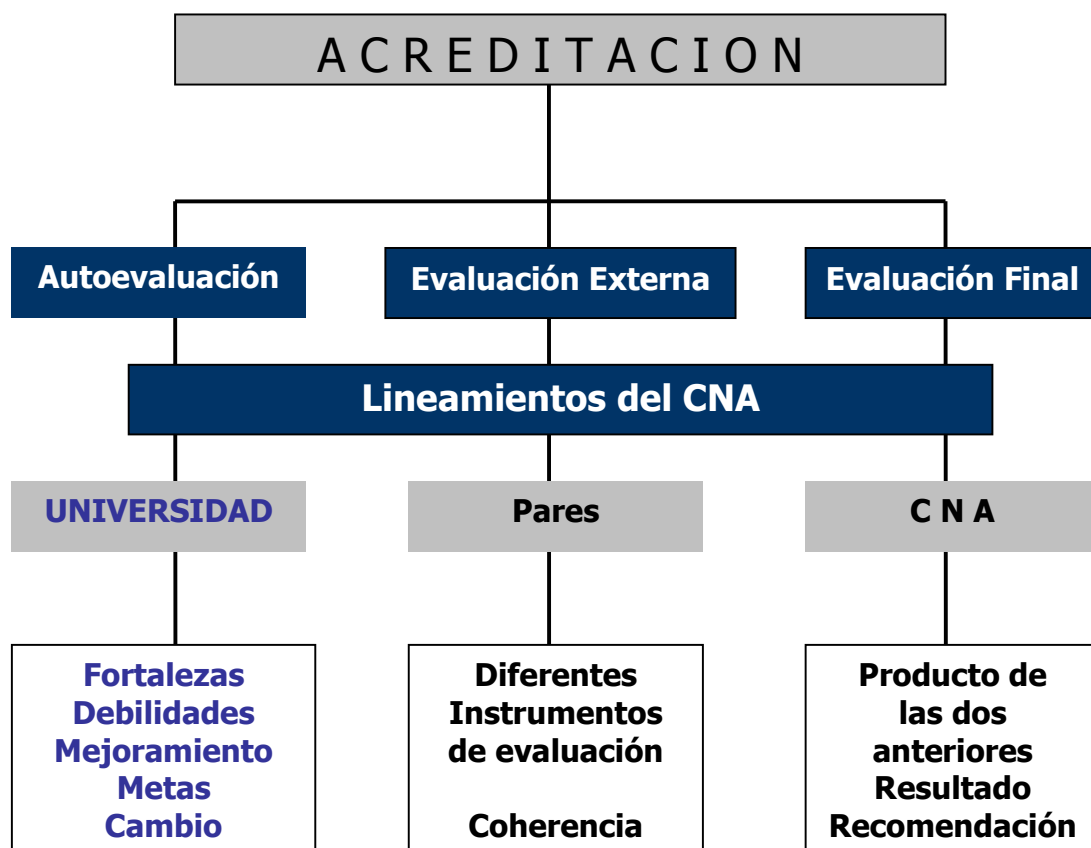 A C R E D I T A C I O N
Autoevaluación
Evaluación Externa
Evaluación Final
Lineamientos del CNA
UNIVERSIDAD
Pares
C N A
Fortalezas
Debilidades
Mejoramiento
Metas
Cambio
Diferentes
Instrumentos
de evaluación
Coherencia
Producto de
las dos
anteriores
Resultado
Recomendación